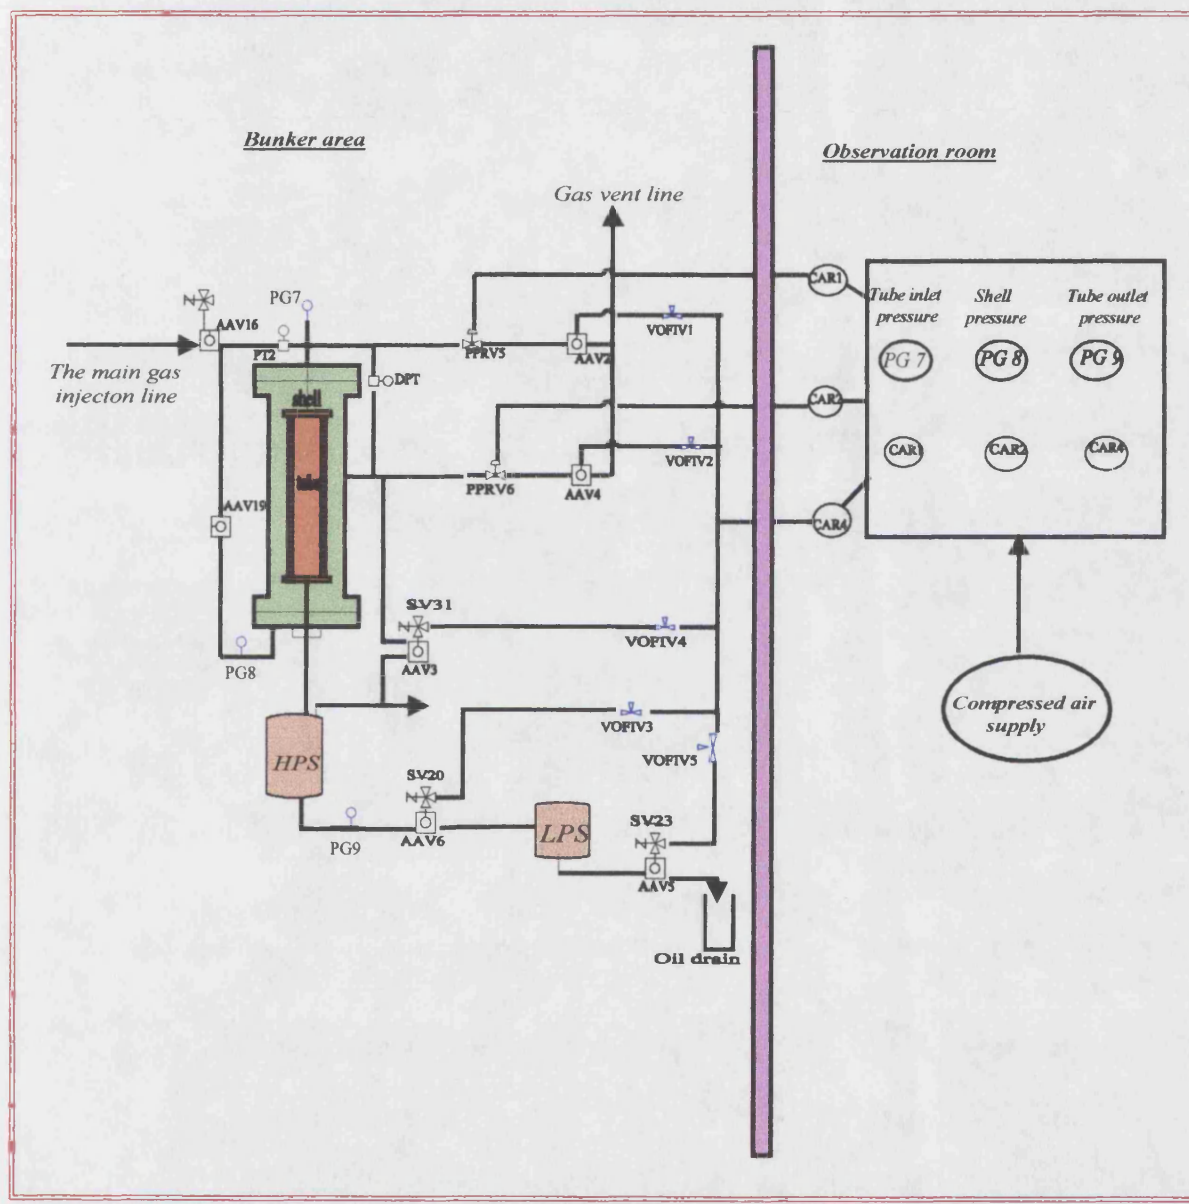 Bunker area
Observation room
Gas vent line
CAR1
PG7
Tube inlet
pressure
Shell
pressure
Tube outlet
pressure
AAV16
VOFIV1
PT2
PPRV5
AAV2
PG 7
PG 8
PG 9
The main gas
injecton line
DPT
shell
CAR2
CAR1
CAR2
CAR4
VOFIV2
tube
PPRV6
AAV4
AAV19
CAR4
SV31
VOFIV4
PG8
AAV3
Compressed air
supply
VOFIV3
VOFIV5
HPS
SV20
SV23
LPS
PG9
AAV6
AAV5
Oil drain